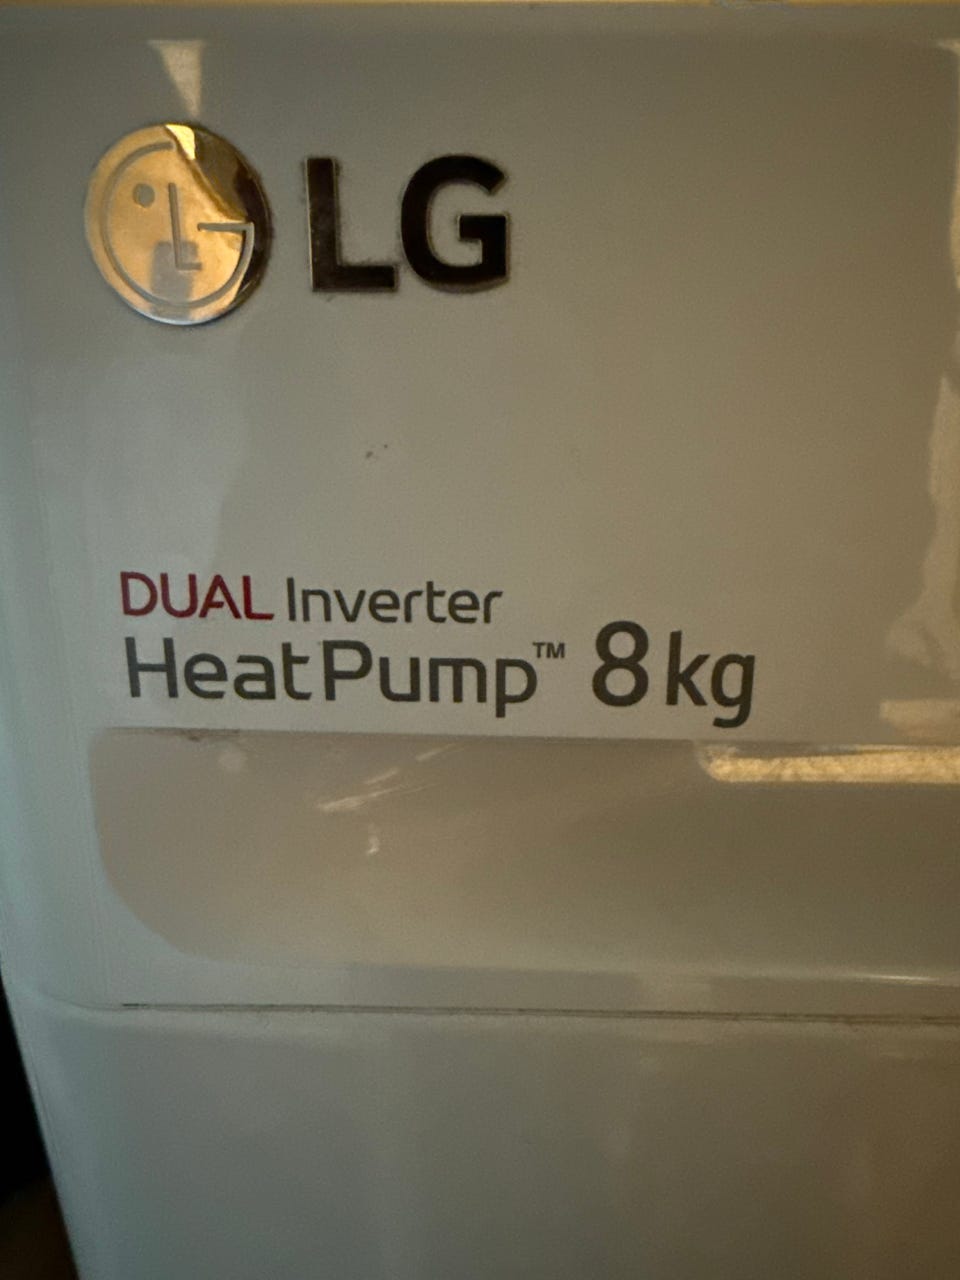 LG
DUAL Inverter
HeatPump™ 8kg